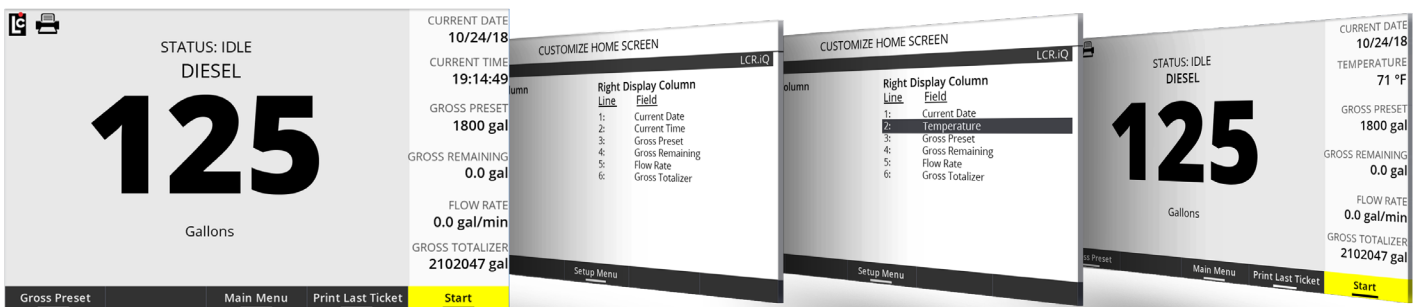 Lc
STATUS: IDLE
DIESEL
125
Gallons
CURRENT DATE
10/24/18
CURRENT TIME
19:14:49
GROSS PRESET
1800 gal
GROSS REMAINING
0.0 gal
FLOW RATE
0.0 gal/min
GROSS TOTALIZER
2102047 gal
Gross Preset
Main Menu
Print Last Ticket
Start
CUSTOMIZE HOME SCREEN
LCR.iQ
lumn
Right Display Column
Line Field
1: Current Date
2: Current Time
3: Gross Preset
4: Gross Remaining
5: Flow Rate
6: Gross Totalizer
Setup Menu
CUSTOMIZE HOME SCREEN
LCR.iQ
olumn
Right Display Column
Line Field
1: Current Date
2: Temperature
3: Gross Preset
4: Gross Remaining
5: Flow Rate
6: Gross Totalizer
Setup Menu
STATUS: IDLE
DIESEL
125
Gallons
CURRENT DATE
10/24/18
TEMPERATURE
71 °F
GROSS PRESET
1800 gal
GROSS REMAINING
0.0 gal
FLOW RATE
0.0 gal/min
GROSS TOTALIZER
2102047 gal
ss Preset
Main Menu
Print Last Ticket
Start